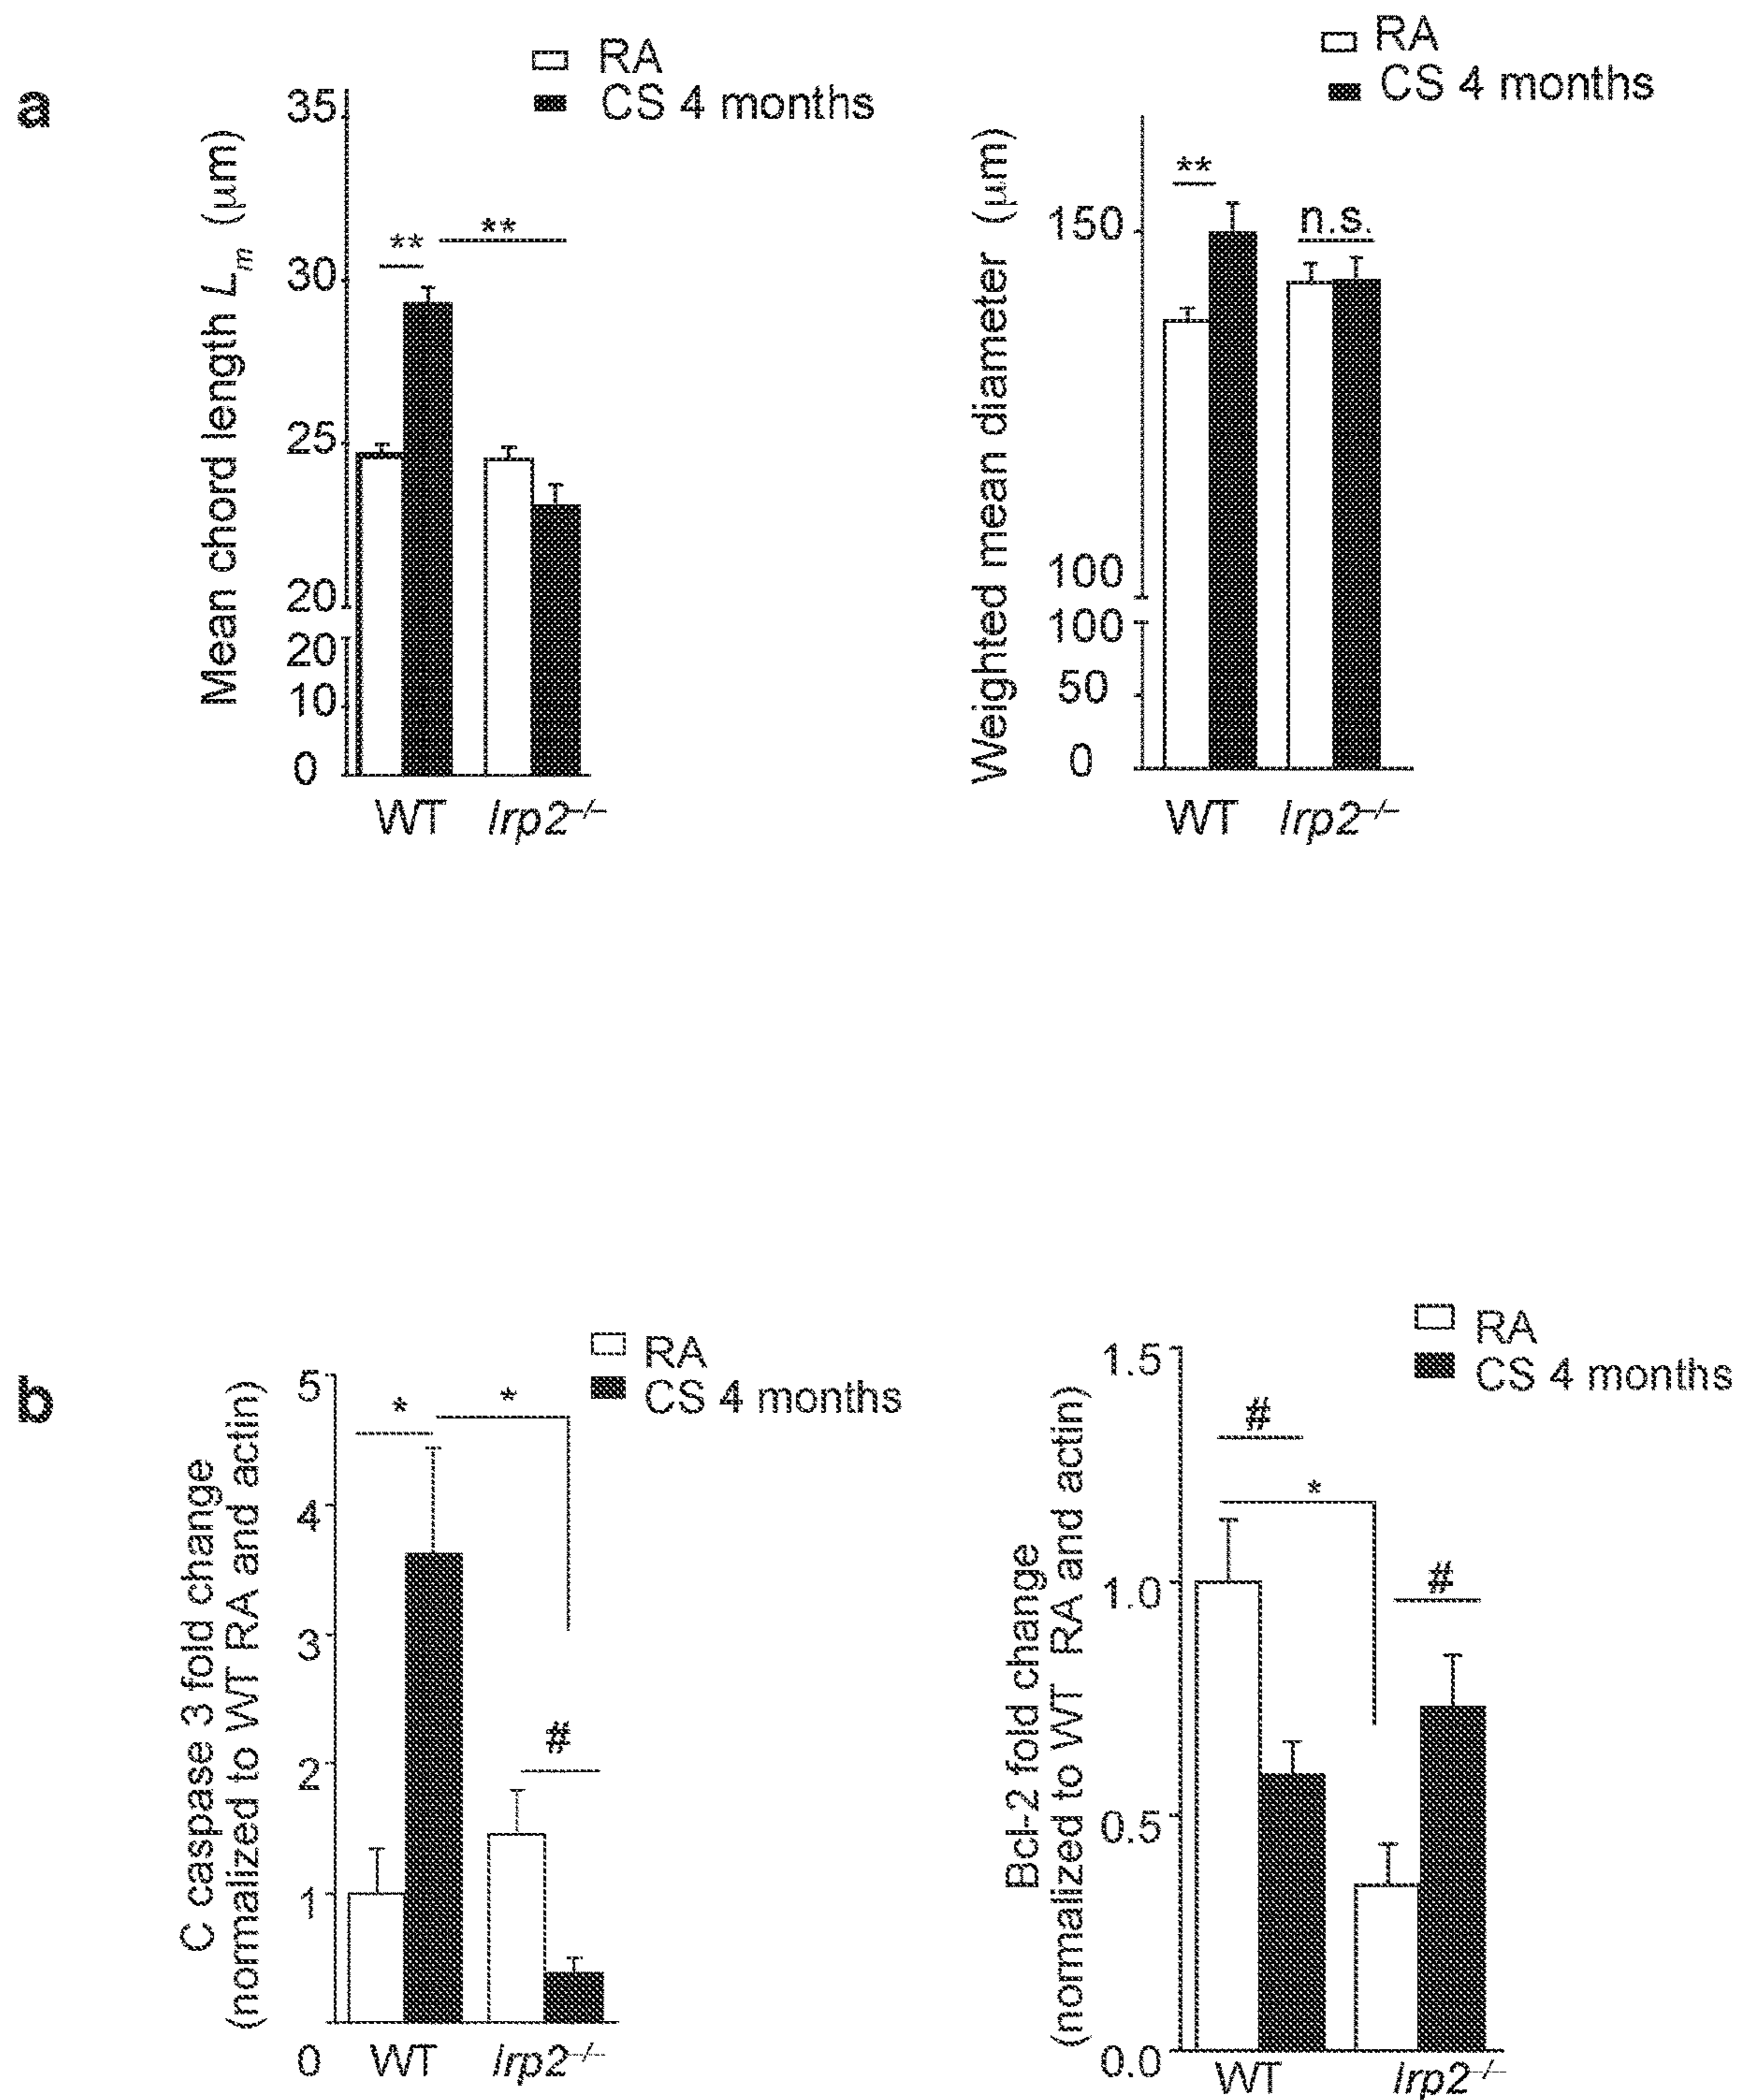 a
RA
CS 4 months
Mean chord length Lm (μm)
35
30
25
20
20
10
0
**
**
WT
Irp2−/−
RA
CS 4 months
Weighted mean diameter (μm)
150
100
100
50
0
**
n.s.
WT
Irp2−/−
b
RA
CS 4 months
C caspase 3 fold change
(normalized to WT RA and actin)
5
4
3
2
1
0
*
*
#
WT
Irp2−/−
RA
CS 4 months
Bcl-2 fold change
(normalized to WT RA and actin)
1.5
1.0
0.5
0.0
#
*
#
WT
Irp2−/−